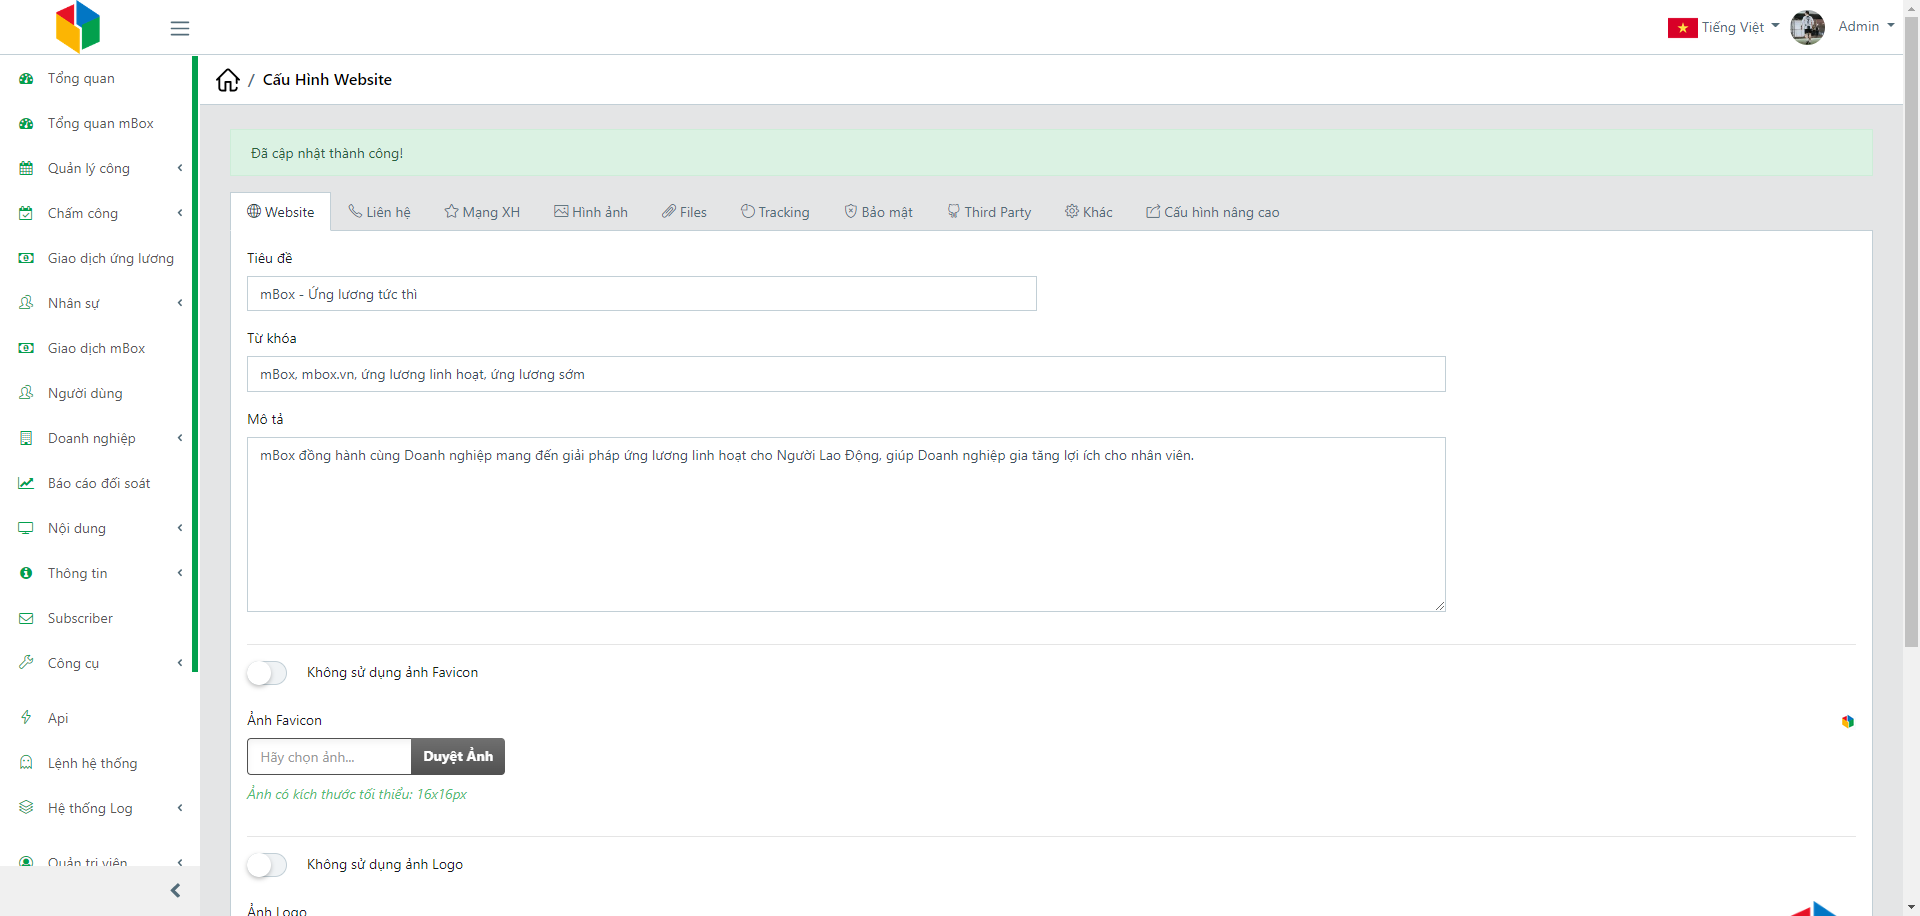 Tiếng Việt
Admin
Tổng quan
Tổng quan mBox
Quản lý công
Chấm công
Giao dịch ứng lương
Nhân sự
Giao dịch mBox
Người dùng
Doanh nghiệp
Báo cáo đối soát
Nội dung
Thông tin
Subscriber
Công cụ
Api
Lệnh hệ thống
Hệ thống Log
Quản trị viên
/ Cấu Hình Website
Đã cập nhật thành công!
Website
Liên hệ
Mạng XH
Hình ảnh
Files
Tracking
Bảo mật
Third Party
Khác
Cấu hình nâng cao
Tiêu đề
mBox - Ứng lương tức thì
Từ khóa
mBox, mbox.vn, ứng lương linh hoạt, ứng lương sớm
Mô tả
mBox đồng hành cùng Doanh nghiệp mang đến giải pháp ứng lương linh hoạt cho Người Lao Động, giúp Doanh nghiệp gia tăng lợi ích cho nhân viên.
Không sử dụng ảnh Favicon
Ảnh Favicon
Hãy chọn ảnh...
Duyệt Ảnh
Ảnh có kích thước tối thiểu: 16x16px
Không sử dụng ảnh Logo
Ảnh Logo